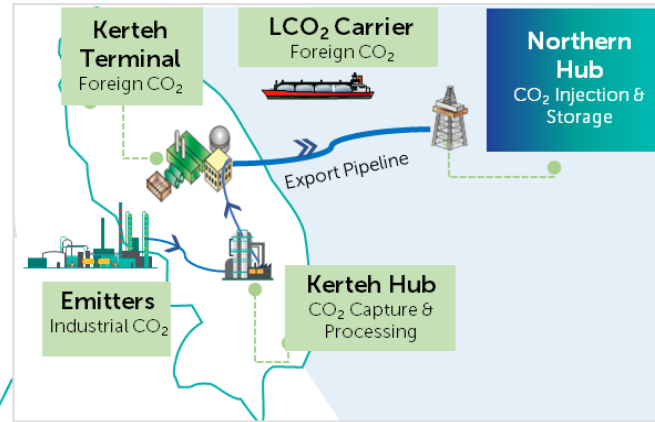 Kerteh
Terminal
Foreign CO₂
LCO₂ Carrier
Foreign CO₂
Northern
Hub
CO₂ Injection &
Storage
Export Pipeline
Emitters
Industrial CO₂
Kerteh Hub
CO₂ Capture &
Processing